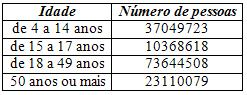 Idade Número de pessoas
de 4 a 14 anos 37049723
de 15 a 17 anos 10368618
de 18 a 49 anos 73644508
50 anos ou mais 23110079